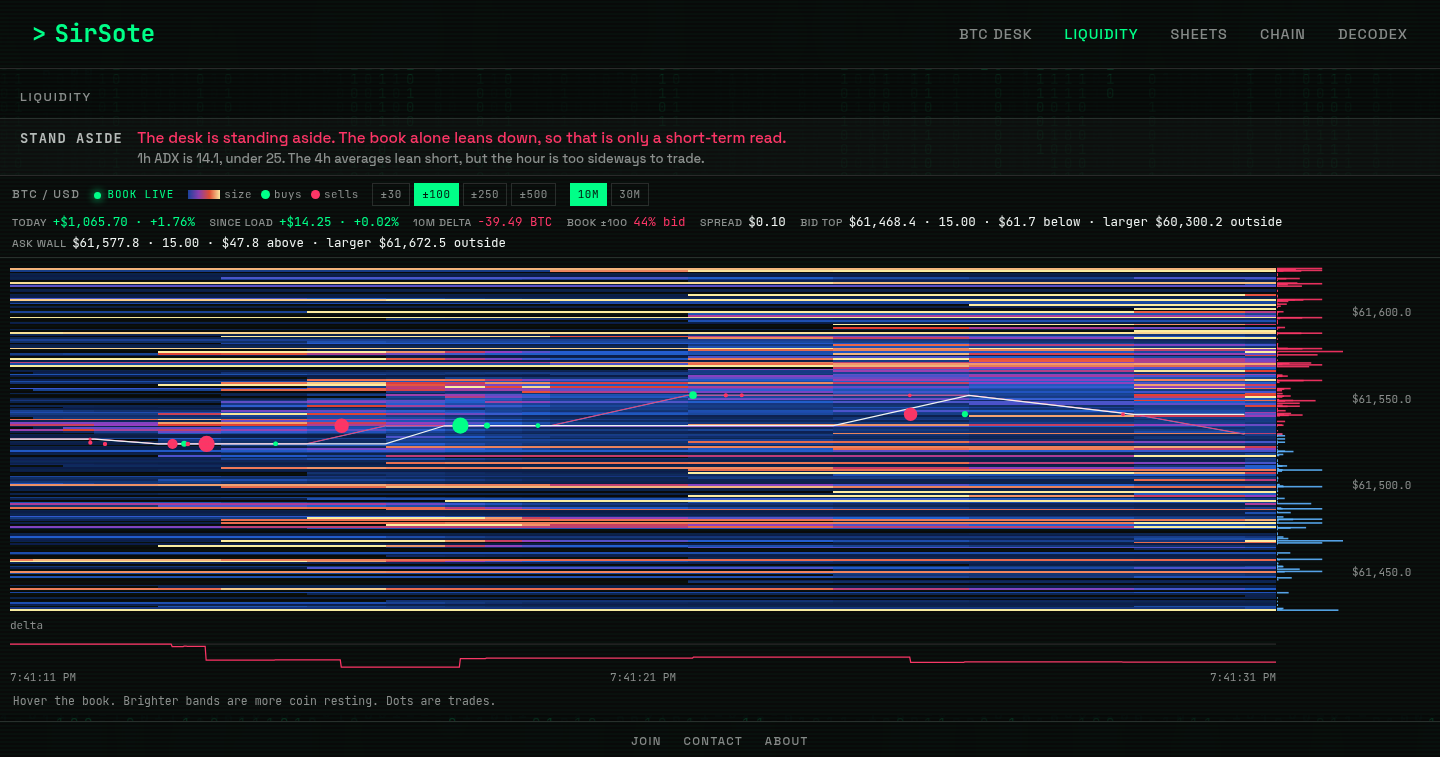 > SirSote
BTC DESK LIQUIDITY SHEETS CHAIN DECODEX
LIQUIDITY
STAND ASIDE The desk is standing aside. The book alone leans down, so that is only a short-term read.
1h ADX is 14.1, under 25. The 4h averages lean short, but the hour is too sideways to trade.
BTC / USD BOOK LIVE size buys sells ±30 ±100 ±250 ±500 10M 30M
TODAY +$1,065.70 · +1.76% SINCE LOAD +$14.25 · +0.02% 10M DELTA -39.49 BTC BOOK ±100 44% bid SPREAD $0.10 BID TOP $61,468.4 · 15.00 · $61.7 below · larger $60,300.2 outside
ASK WALL $61,577.8 · 15.00 · $47.8 above · larger $61,672.5 outside
$61,600.0
$61,550.0
$61,500.0
$61,450.0
delta
7:41:11 PM 7:41:21 PM 7:41:31 PM
Hover the book. Brighter bands are more coin resting. Dots are trades.
JOIN CONTACT ABOUT